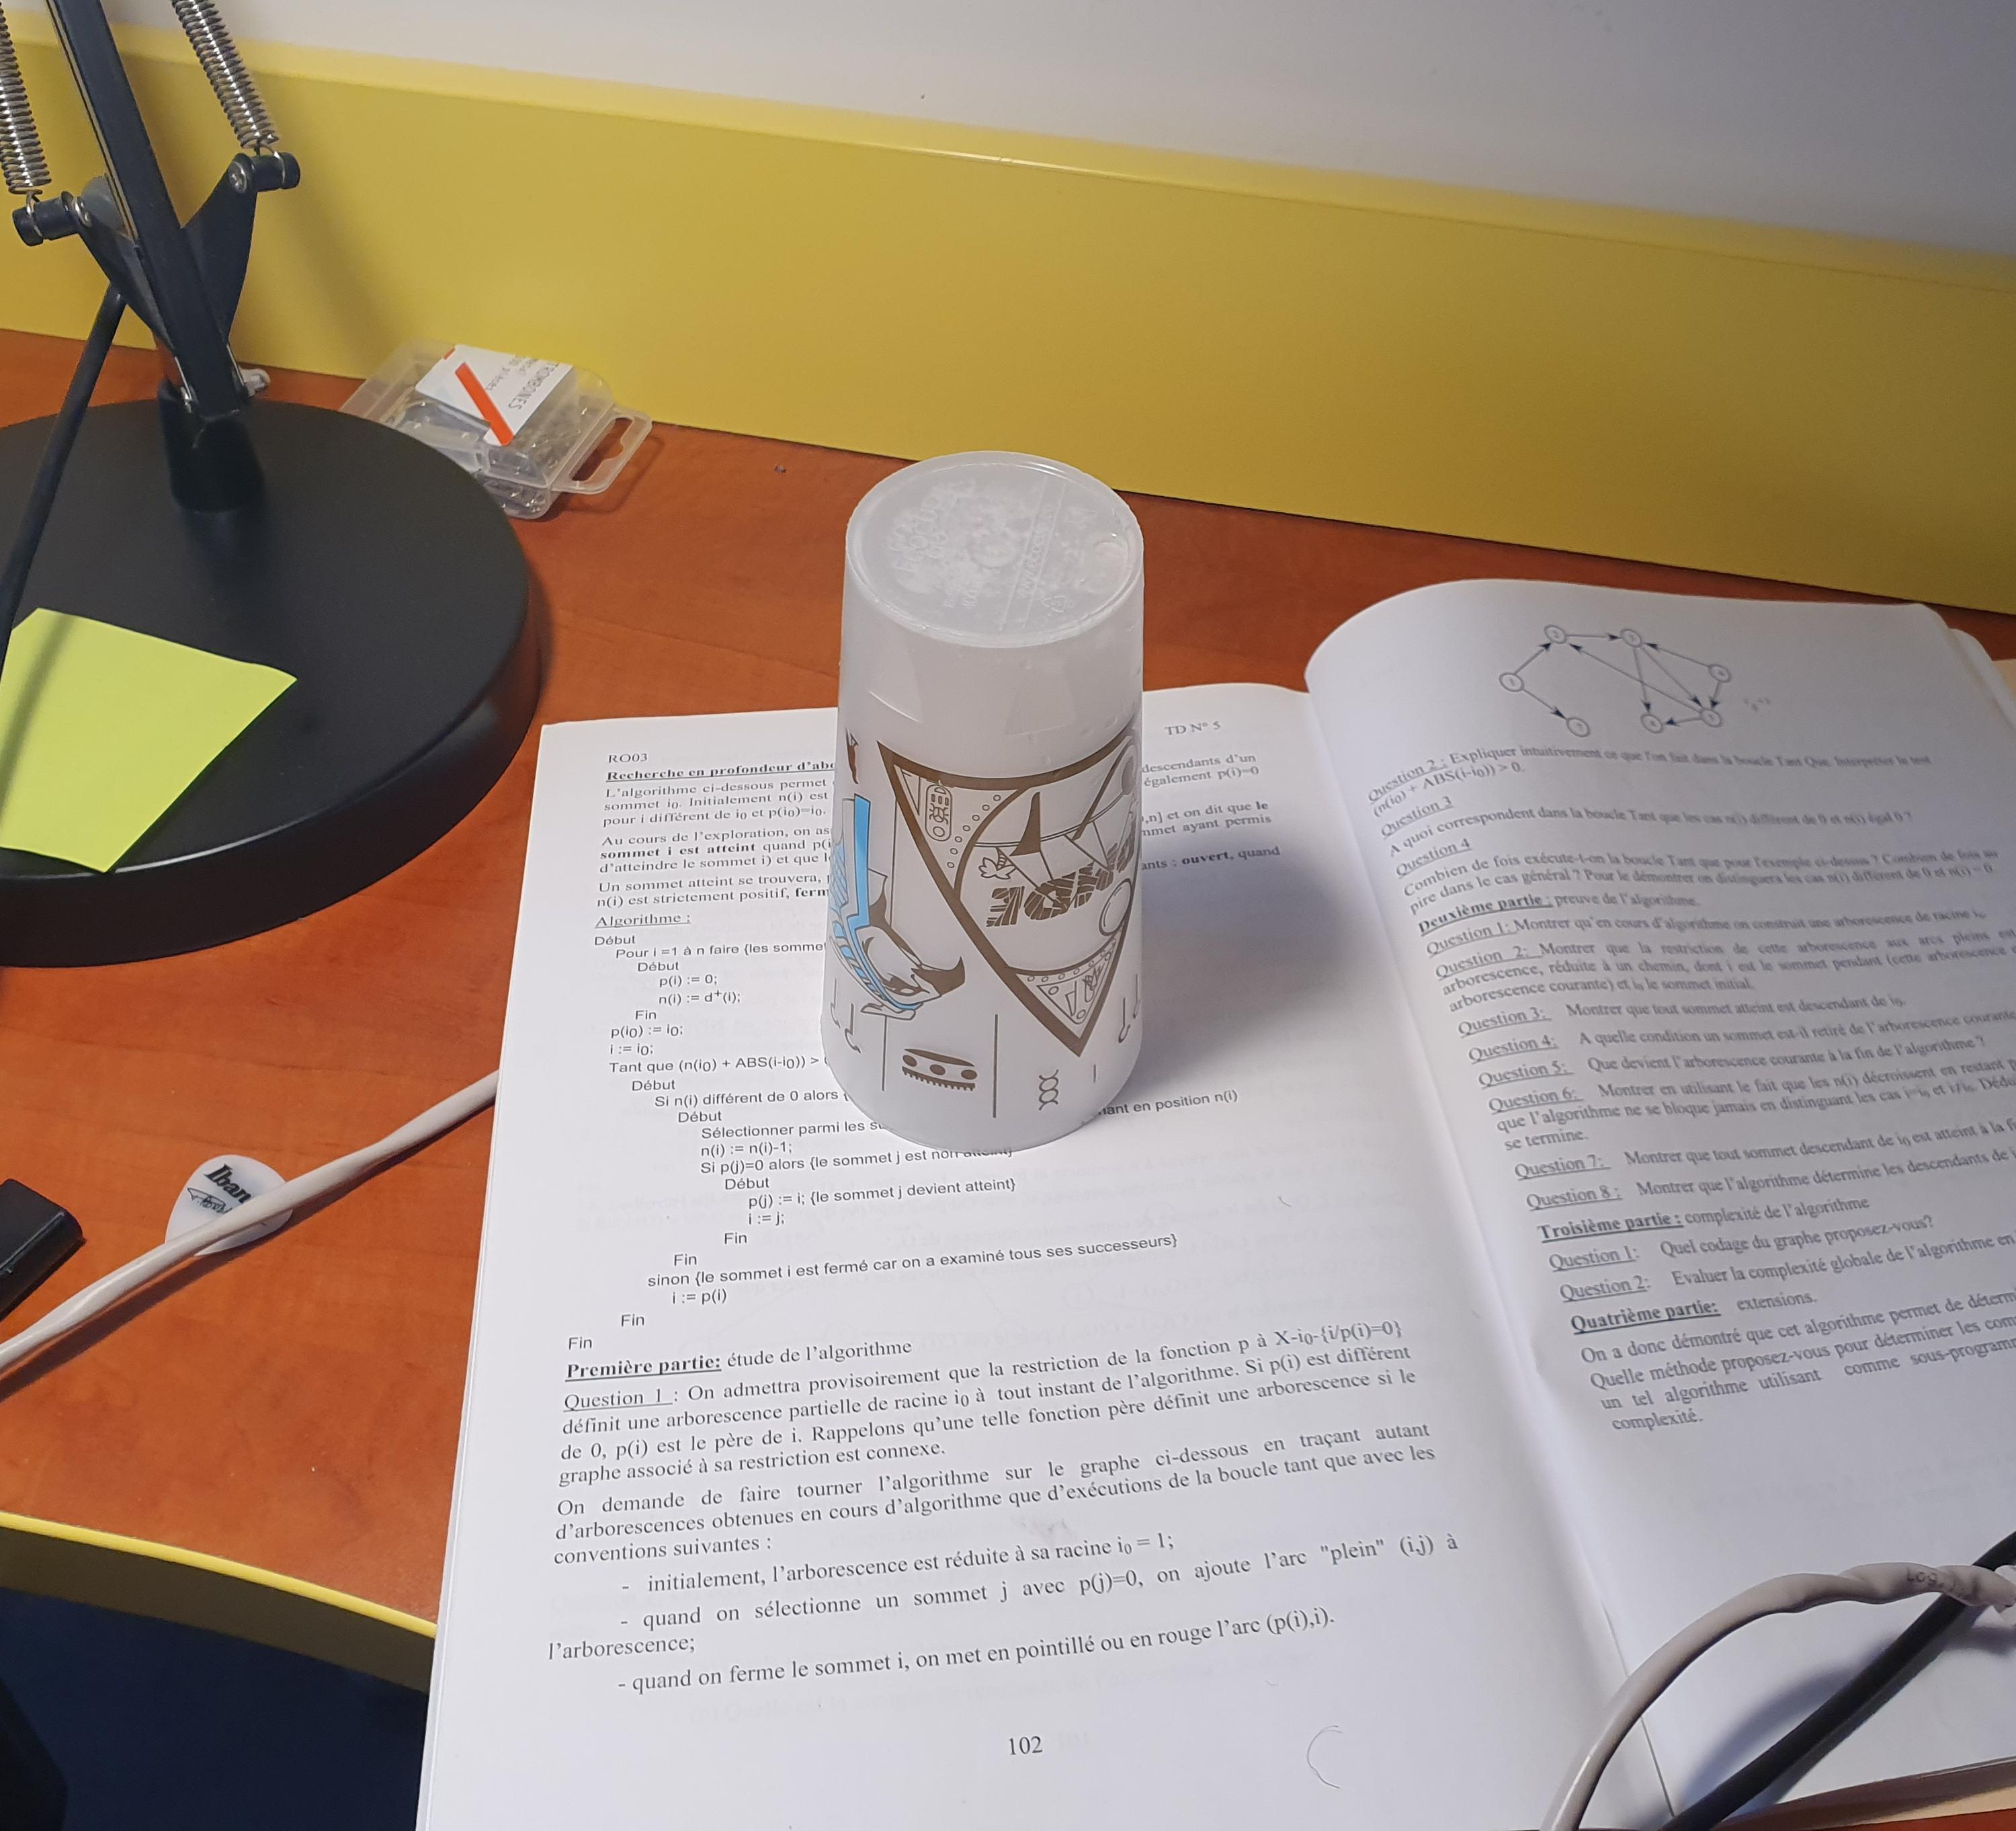 TROMBONES
RO03
TD N° 5
Recherche en profondeur d'abo
L'algorithme ci-dessous permet
descendants d'un
sommet i0. Initialement n(i) est
également p(i)=0
pour i différent de i0 et p(i0)=i0.
Au cours de l'exploration, on as
,n] et on dit que le
sommet i est atteint quand p(i
mmet ayant permis
d'atteindre le sommet i) et que l
Un sommet atteint se trouvera,
ants : ouvert, quand
n(i) est strictement positif, ferm
Algorithme :
Début
Pour i =1 à n faire {les somme
Début
p(i) := 0;
n(i) := d+(i);
Fin
p(i0) := i0;
i := i0;
Tant que (n(i0) + ABS(i-i0)) >
Début
Si n(i) différent de 0 alors {
Début
Sélectionner parmi les su
nant en position n(i)
n(i) := n(i)-1;
Si p(j)=0 alors {le sommet j est non
Début
p(j) := i; {le sommet j devient atteint}
i := j;
Fin
Fin
sinon {le sommet i est fermé car on a examiné tous ses successeurs}
i := p(i)
Fin
Fin
Première partie: étude de l'algorithme
Question 1 : On admettra provisoirement que la restriction de la fonction p à X-i0-{i/p(i)=0}
définit une arborescence partielle de racine i0 à tout instant de l'algorithme. Si p(i) est différent
de 0, p(i) est le père de i. Rappelons qu'une telle fonction père définit une arborescence si le
graphe associé à sa restriction est connexe.
On demande de faire tourner l'algorithme sur le graphe ci-dessous en traçant autant
d'arborescences obtenues en cours d'algorithme que d'exécutions de la boucle tant que avec les
conventions suivantes :
- initialement, l'arborescence est réduite à sa racine i0 = 1;
- quand on sélectionne un sommet j avec p(j)=0, on ajoute l'arc "plein" (i,j) à
l'arborescence;
- quand on ferme le sommet i, on met en pointillé ou en rouge l'arc (p(i),i).
102
Question 2 : Expliquer intuitivement ce que l'on fait dans la boucle Tant Que. Interpréter le test
(n(i0) + ABS(i-i0)) > 0.
Question 3
A quoi correspondent dans la boucle Tant que les cas n(i) différent de 0 et n(i) égal 0 ?
Question 4
Combien de fois exécute-t-on la boucle Tant que pour l'exemple ci-dessus ? Combien de fois au
pire dans le cas général ? Pour le démontrer on distinguera les cas n(i) différent de 0 et n(i) = 0.
Deuxième partie : preuve de l'algorithme.
Question 1: Montrer qu'en cours d'algorithme on construit une arborescence de racine i0.
Question 2: Montrer que la restriction de cette arborescence aux arcs pleins est
arborescence, réduite à un chemin, dont i est le sommet pendant (cette arborescence
arborescence courante) et i0 le sommet initial.
Question 3: Montrer que tout sommet atteint est descendant de i0.
Question 4: A quelle condition un sommet est-il retiré de l'arborescence courante
Question 5: Que devient l'arborescence courante à la fin de l'algorithme ?
Question 6: Montrer en utilisant le fait que les n(i) décroissent en restant
que l'algorithme ne se bloque jamais en distinguant les cas i=i0 et i≠i0. Dédu
se termine.
Question 7: Montrer que tout sommet descendant de i0 est atteint à la
Question 8 : Montrer que l'algorithme détermine les descendants de
Troisième partie : complexité de l'algorithme
Question 1: Quel codage du graphe proposez-vous?
Question 2: Evaluer la complexité globale de l'algorithme en
Quatrième partie: extensions.
On a donc démontré que cet algorithme permet de déterm
Quelle méthode proposez-vous pour déterminer les com
un tel algorithme utilisant comme sous-program
complexité.
Iban